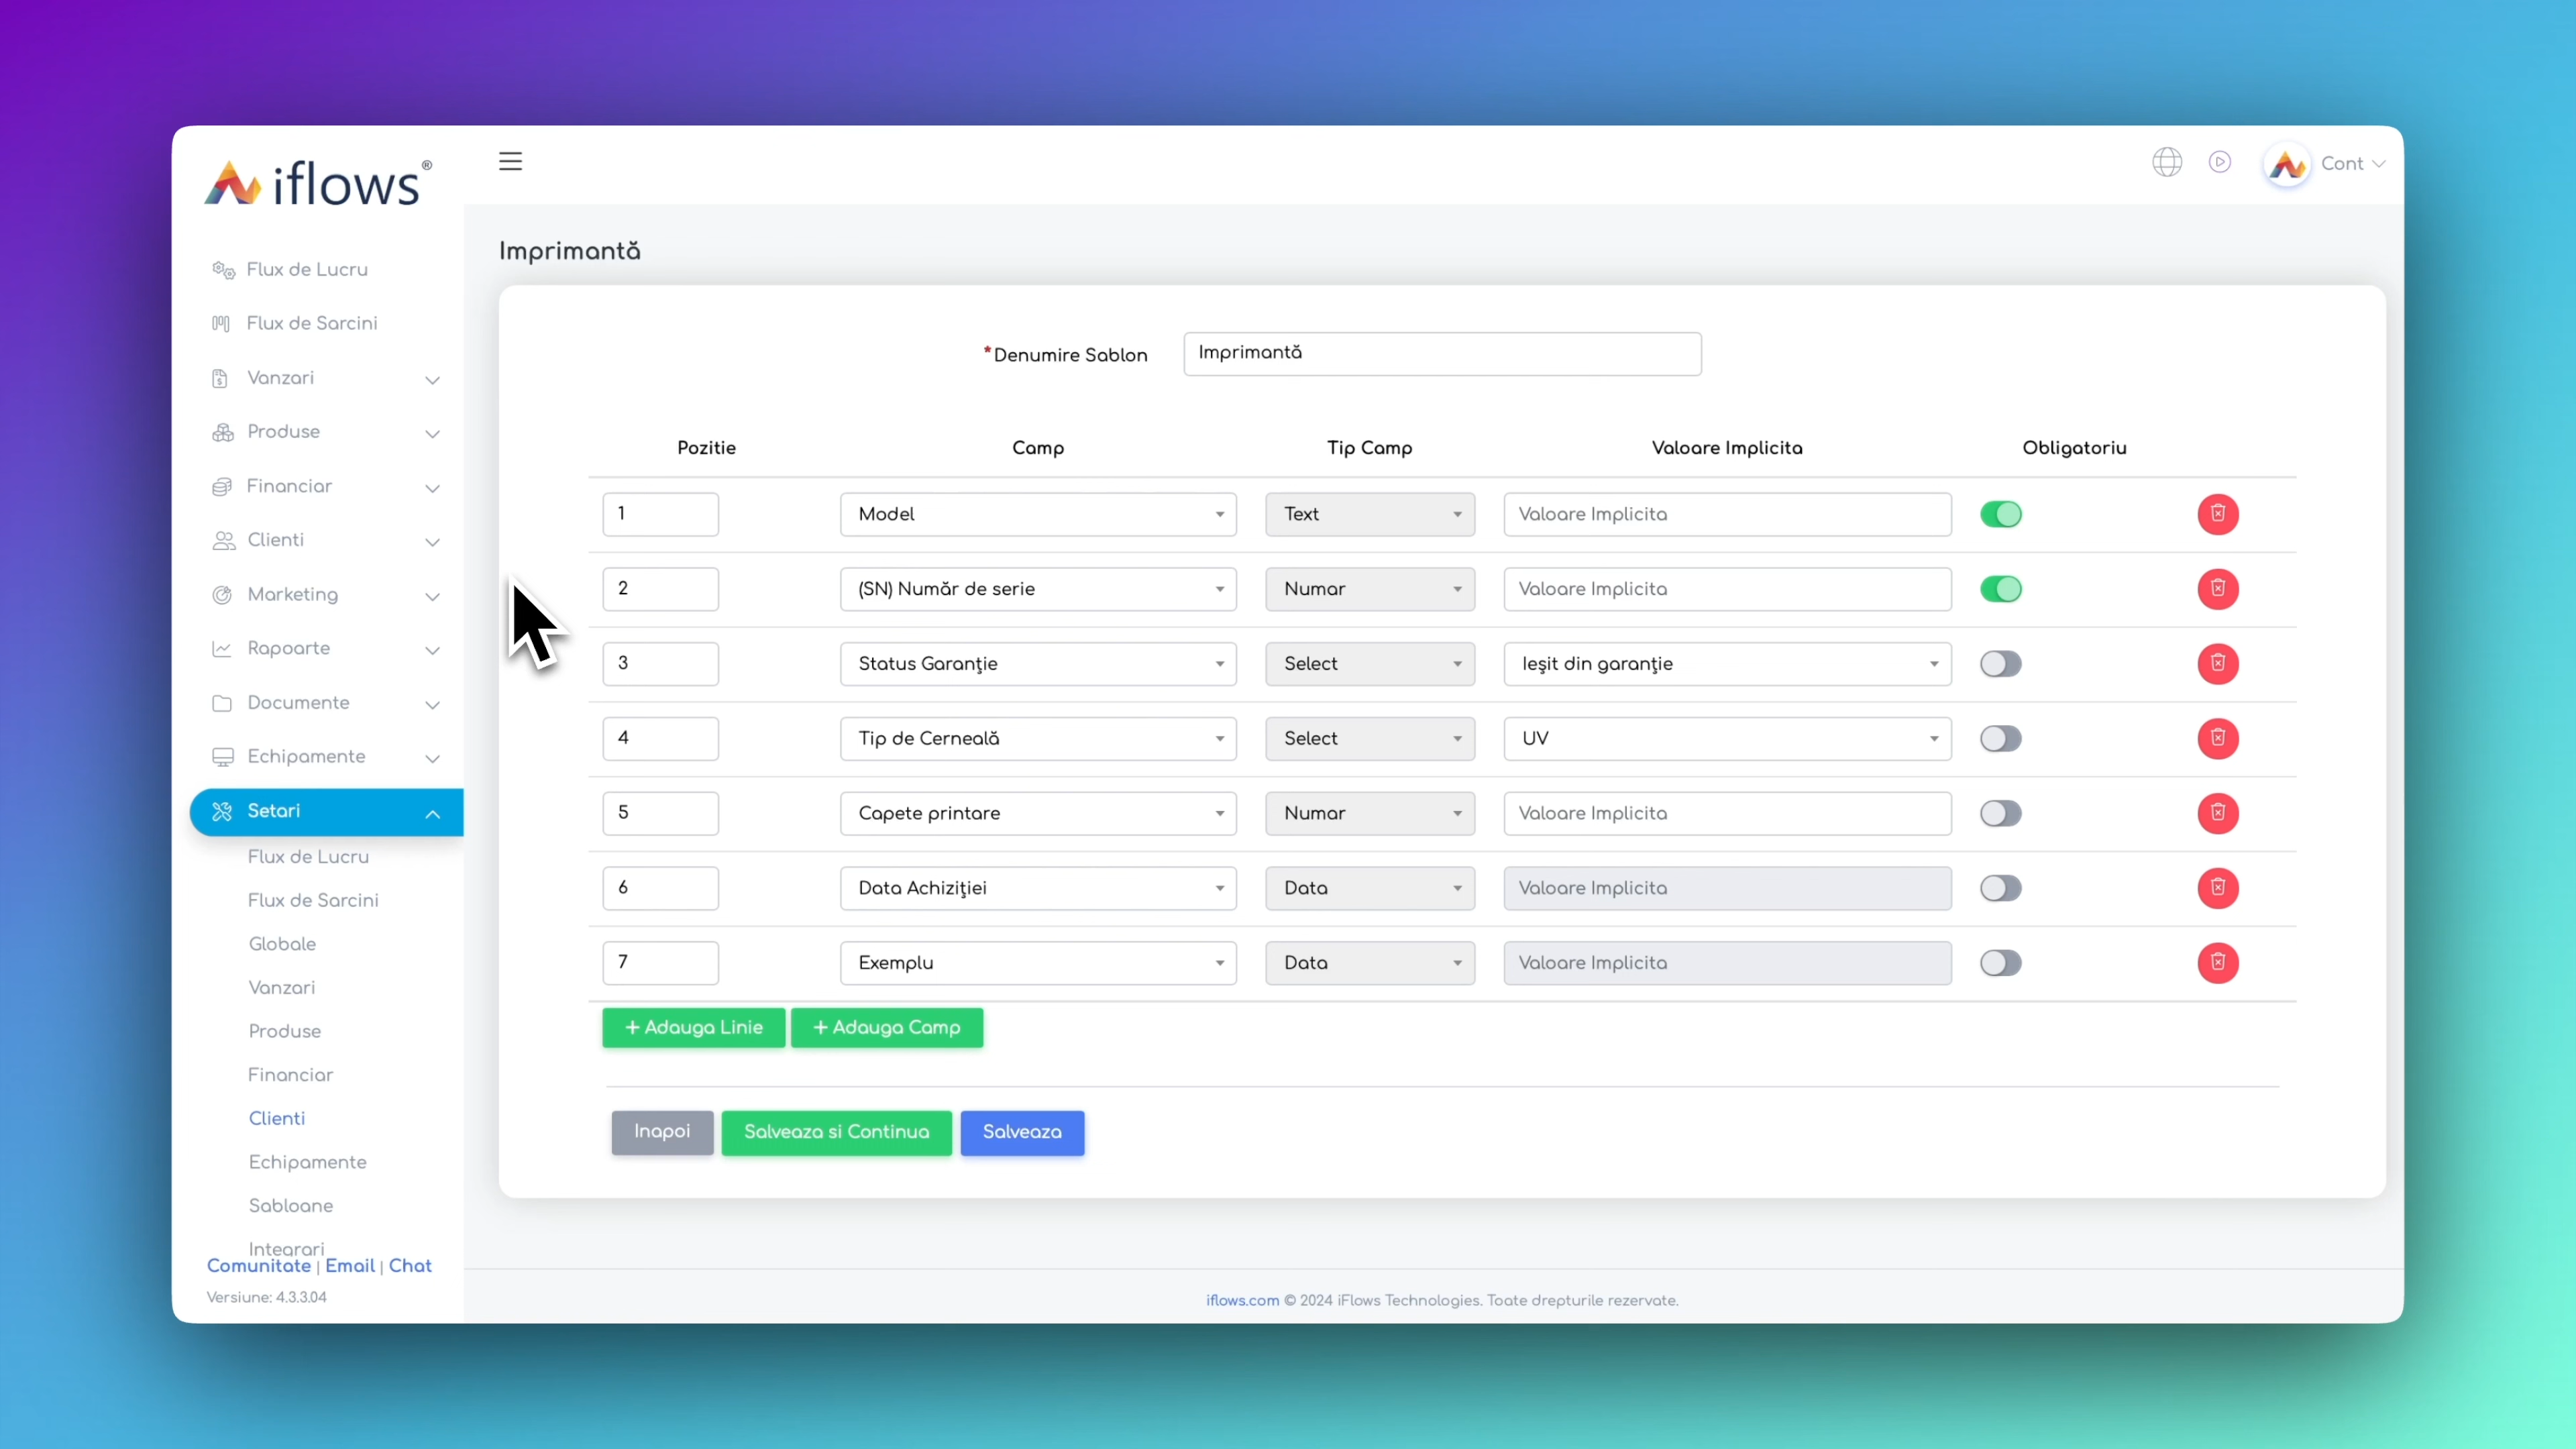 iflows®
Cont
Flux de Lucru
Flux de Sarcini
Vanzari
Produse
Financiar
Clienti
Marketing
Rapoarte
Documente
Echipamente
Setari
Flux de Lucru
Flux de Sarcini
Globale
Vanzari
Produse
Financiar
Clienti
Echipamente
Sabloane
Integrari
Comunitate | Email | Chat
Versiune: 4.3.3.04
Imprimantă
*Denumire Sablon Imprimantă
Pozitie Camp Tip Camp Valoare Implicita Obligatoriu
1 Model Text Valoare Implicita
2 (SN) Număr de serie Numar Valoare Implicita
3 Status Garanție Select Ieșit din garanție
4 Tip de Cerneală Select UV
5 Capete printare Numar Valoare Implicita
6 Data Achiziției Data Valoare Implicita
7 Exemplu Data Valoare Implicita
+ Adauga Linie + Adauga Camp
Inapoi Salveaza si Continua Salveaza
iflows.com © 2024 iFlows Technologies. Toate drepturile rezervate.